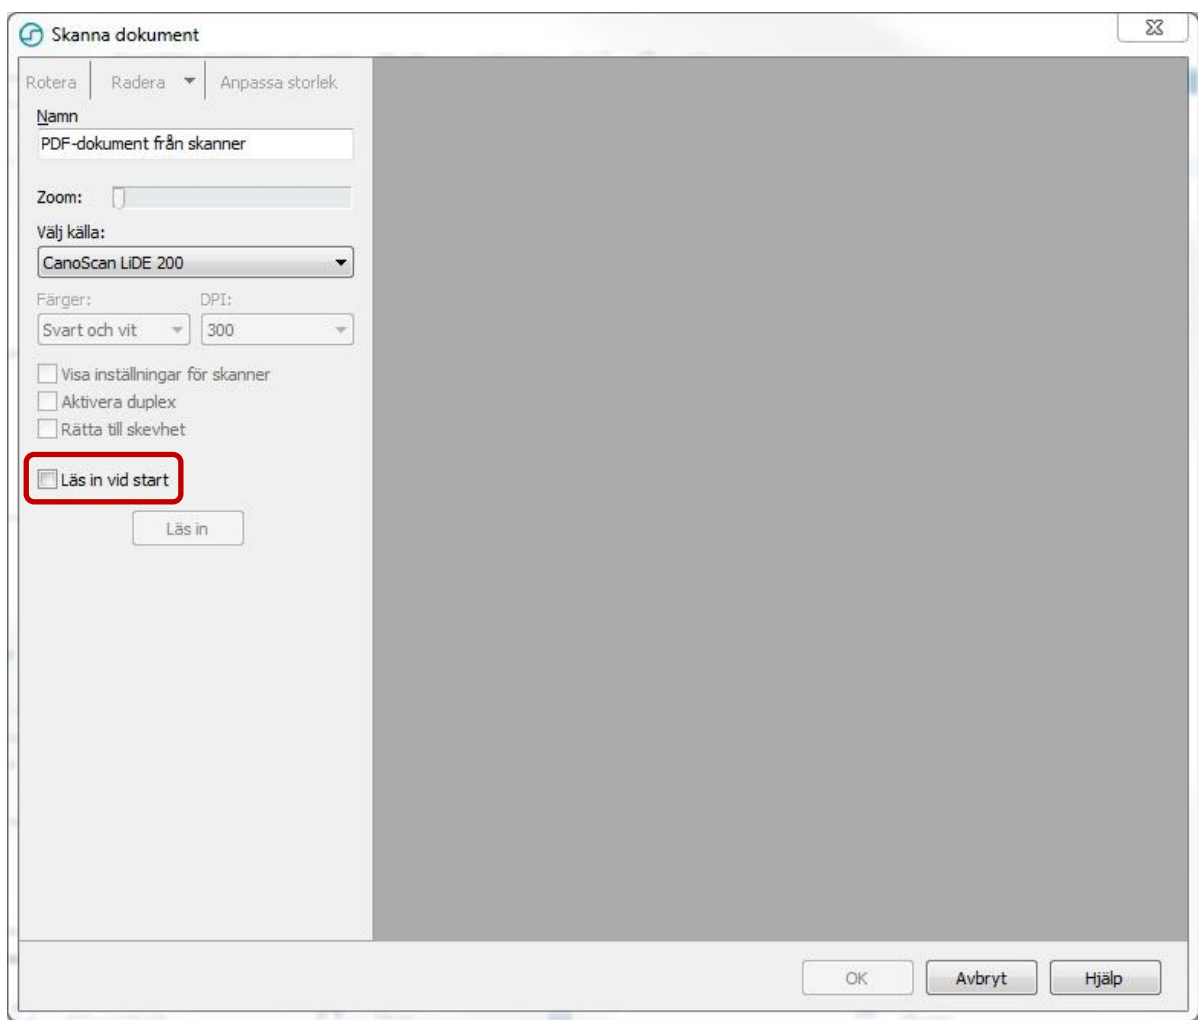 Skanna dokument
Rotera Radera Anpassa storlek
Namn
PDF-dokument från skanner
Zoom:
Välj källa:
CanoScan LiDE 200
Färger: DPI:
Svart och vit 300
Visa inställningar för skanner
Aktivera duplex
Rätta till skevhet
Läs in vid start
Läs in
OK Avbryt Hjälp